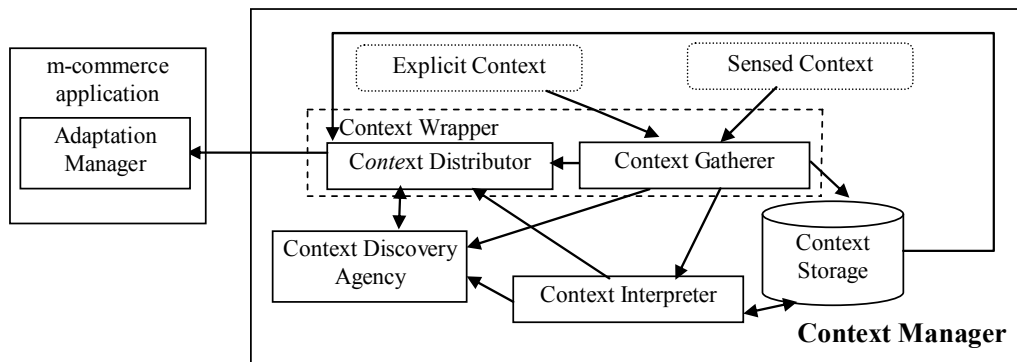 m-commerce
application
Adaptation
Manager
Explicit Context
Sensed Context
Context Wrapper
Context Distributor
Context Gatherer
Context Discovery
Agency
Context Interpreter
Context
Storage
Context Manager